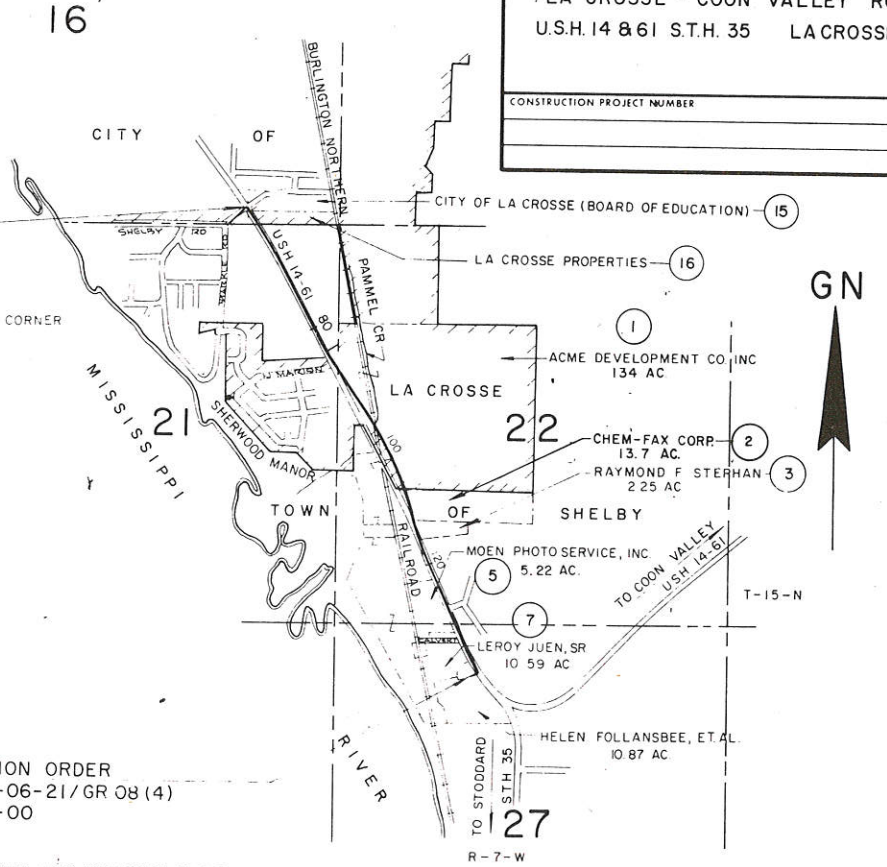 16
LA CROSSE - COON VALLEY
U.S.H. 14 & 61 S.T.H. 35 LA CROSSE
CONSTRUCTION PROJECT NUMBER
CITY OF
BURLINGTON NORTHERN
CITY OF LA CROSSE (BOARD OF EDUCATION) 15
SHELBY RD
USH 14-61
LA CROSSE PROPERTIES 16
PAMMEL CR
GN
CORNER
80
1
ACME DEVELOPMENT CO. INC
134 AC.
MISSISSIPPI
W MARION
LA CROSSE
21
22
SHERWOOD MANOR
100
CHEM-FAX CORP. 2
13.7 AC.
RAYMOND F STEPHAN 3
2.25 AC
TOWN OF SHELBY
RAILROAD
120
MOEN PHOTO SERVICE, INC.
5.22 AC.
5
TO COON VALLEY
USH 14-61
T-15-N
7
CALVERT
LEROY JUEN, SR
10.59 AC
RIVER
HELEN FOLLANSBEE, ET. AL.
10.87 AC.
ION ORDER
-06-21/GR 08 (4)
-00
TO STODDARD
STH 35
27
R-7-W